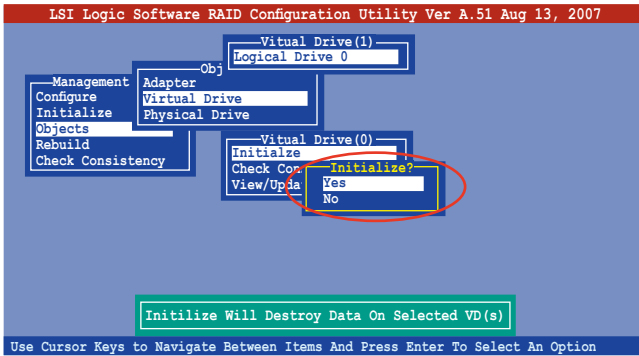 LSI Logic Software RAID Configuration Utility Ver A.51 Aug 13, 2007
Vitual Drive(1)
Logical Drive 0
Obj
Adapter
Virtual Drive
Physical Drive
Management
Configure
Initialize
Objects
Rebuild
Check Consistency
Vitual Drive(0)
Initialze
Check Con
View/Upda
Initialize?
Yes
No
Initilize Will Destroy Data On Selected VD(s)
Use Cursor Keys to Navigate Between Items And Press Enter To Select An Option